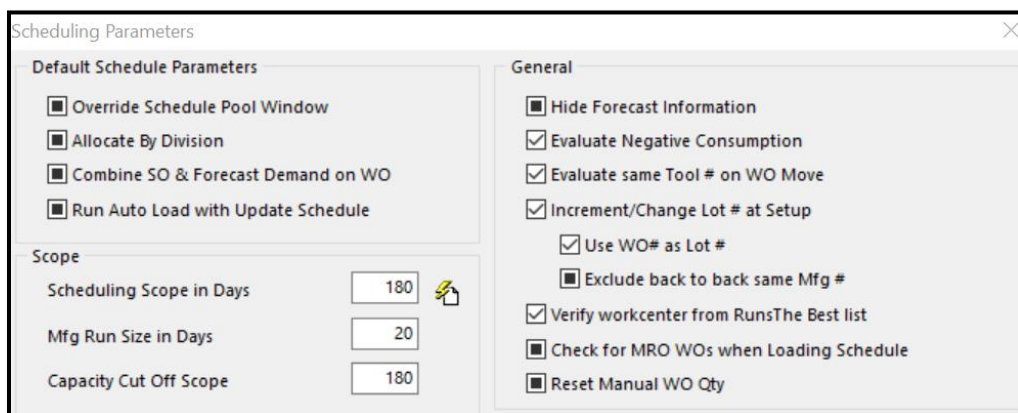 Scheduling Parameters
Default Schedule Parameters
Override Schedule Pool Window
Allocate By Division
Combine SO & Forecast Demand on WO
Run Auto Load with Update Schedule
Scope
Scheduling Scope in Days 180
Mfg Run Size in Days 20
Capacity Cut Off Scope 180
General
Hide Forecast Information
Evaluate Negative Consumption
Evaluate same Tool # on WO Move
Increment/Change Lot # at Setup
Use WO# as Lot #
Exclude back to back same Mfg #
Verify workcenter from RunsThe Best list
Check for MRO WOs when Loading Schedule
Reset Manual WO Qty